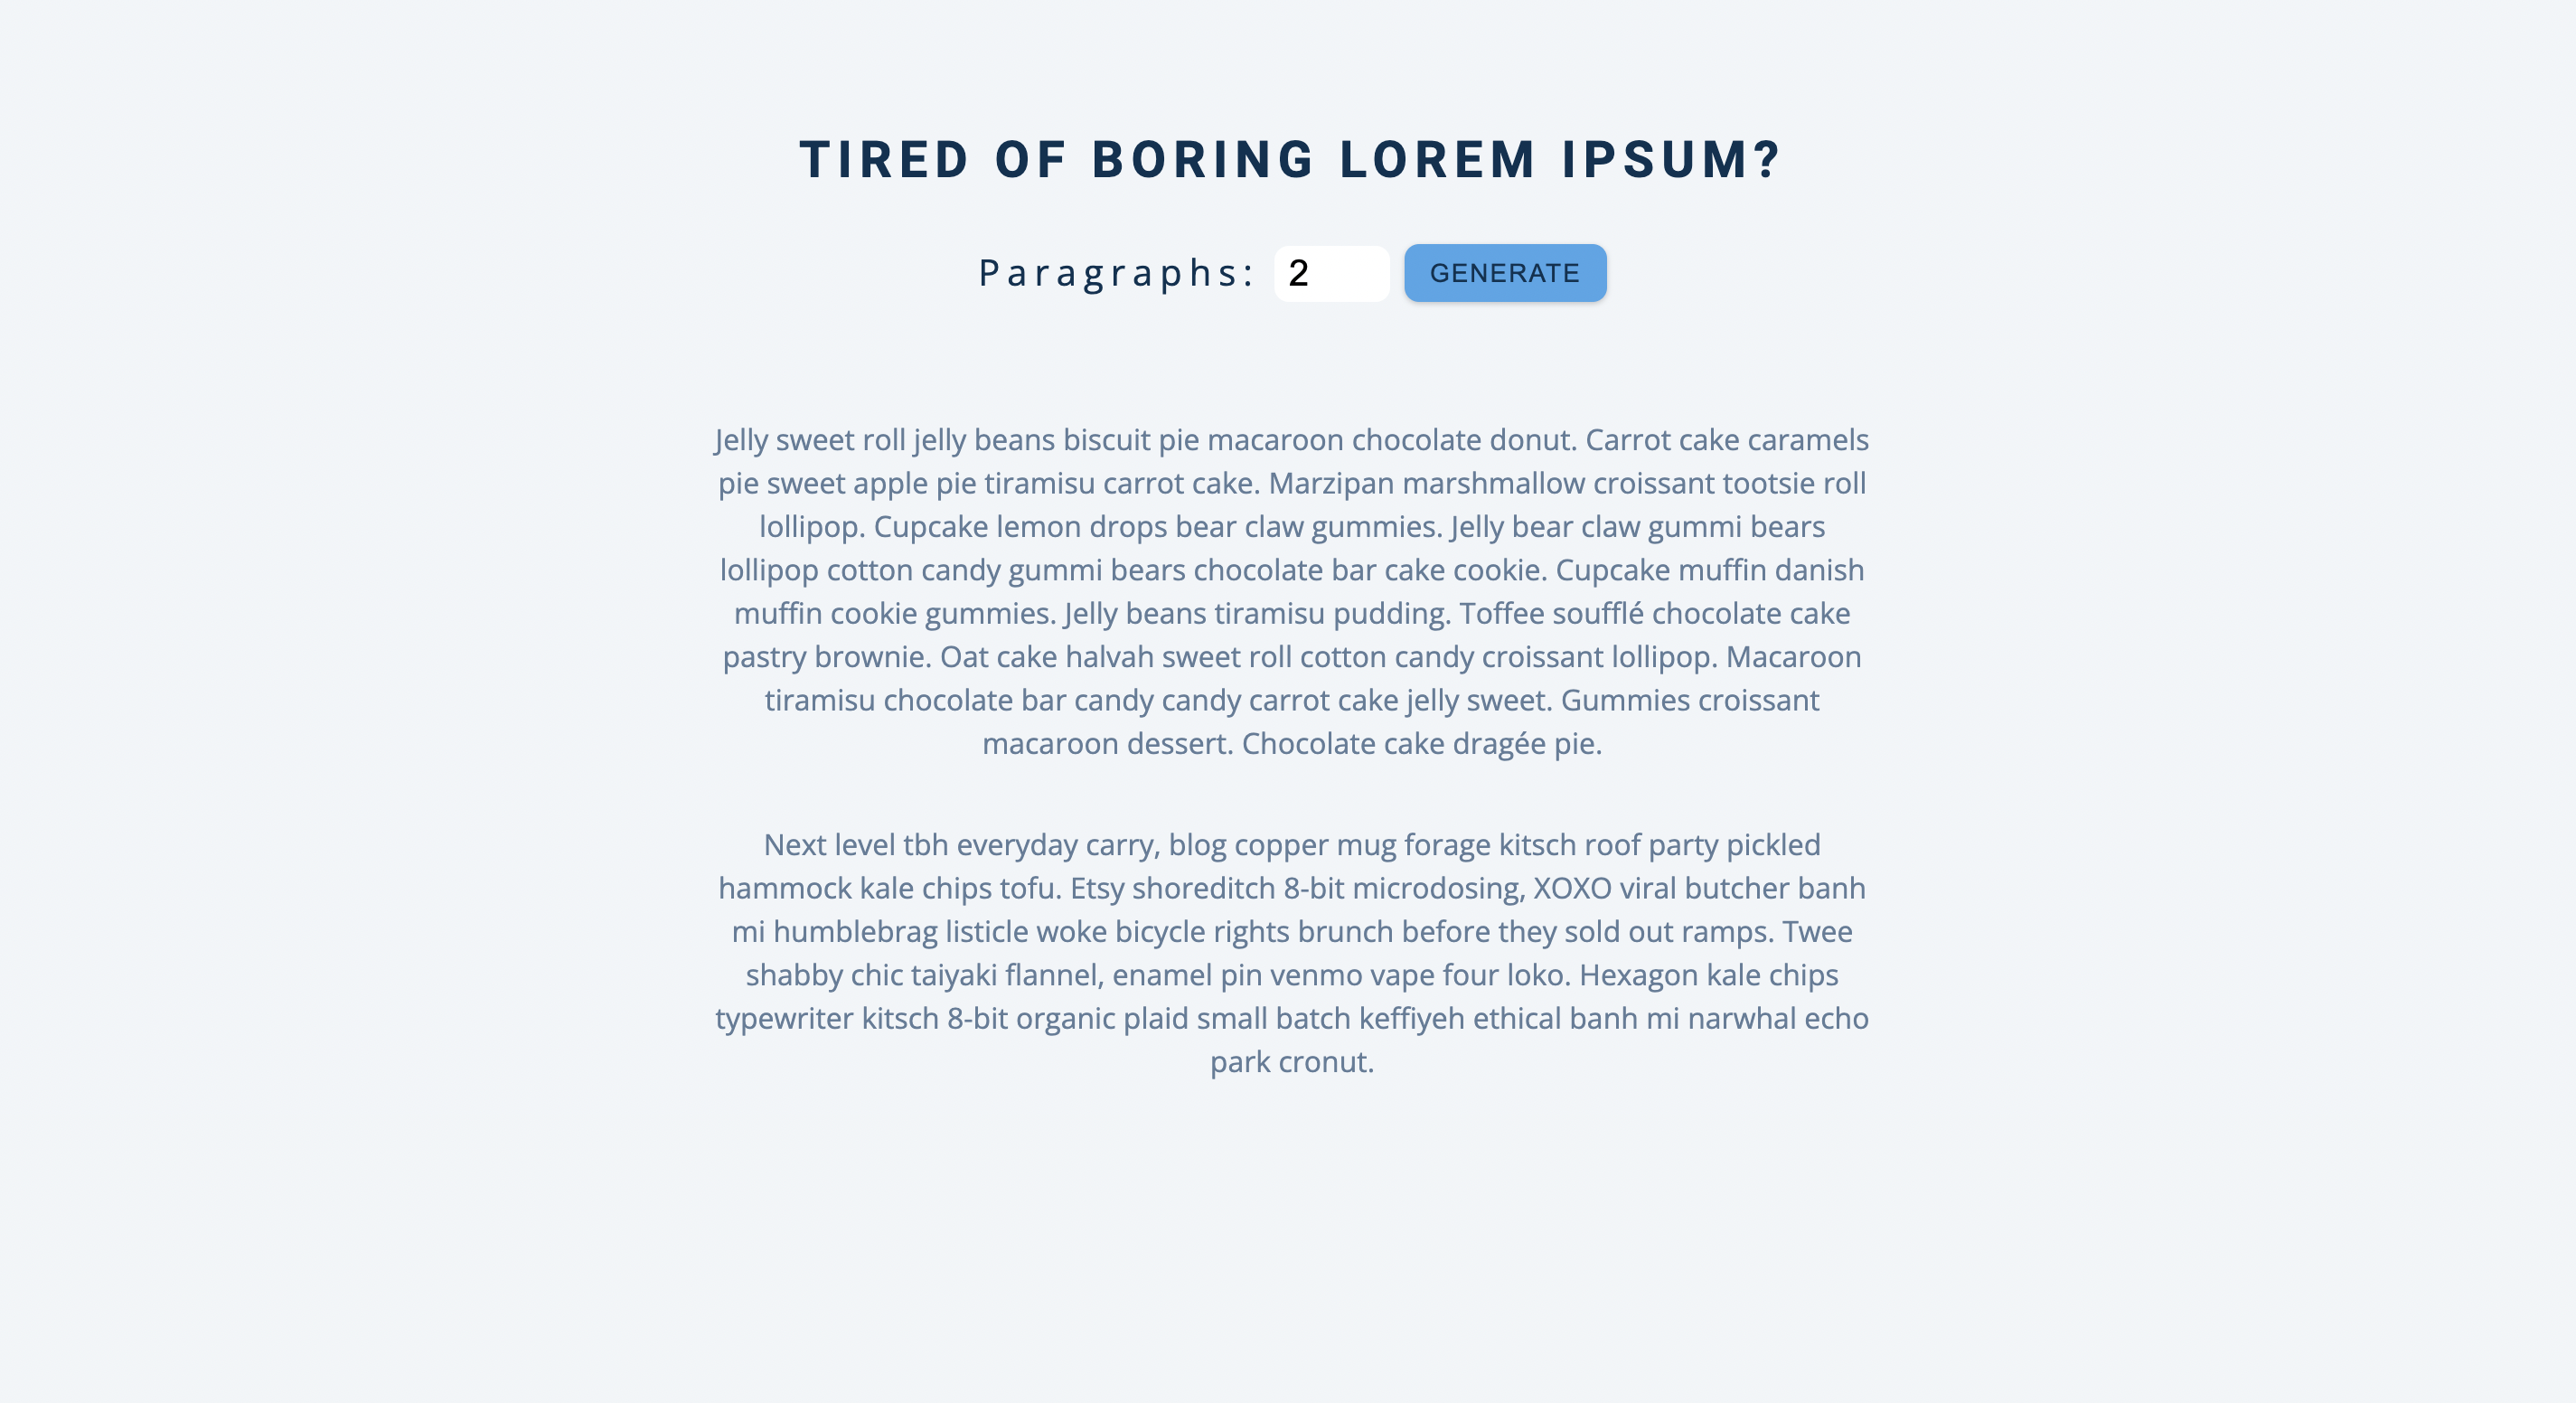 TIRED OF BORING LOREM IPSUM?
Paragraphs: 2 GENERATE
Jelly sweet roll jelly beans biscuit pie macaroon chocolate donut. Carrot cake caramels
pie sweet apple pie tiramisu carrot cake. Marzipan marshmallow croissant tootsie roll
lollipop. Cupcake lemon drops bear claw gummies. Jelly bear claw gummi bears
lollipop cotton candy gummi bears chocolate bar cake cookie. Cupcake muffin danish
muffin cookie gummies. Jelly beans tiramisu pudding. Toffee soufflé chocolate cake
pastry brownie. Oat cake halvah sweet roll cotton candy croissant lollipop. Macaroon
tiramisu chocolate bar candy candy carrot cake jelly sweet. Gummies croissant
macaroon dessert. Chocolate cake dragée pie.
Next level tbh everyday carry, blog copper mug forage kitsch roof party pickled
hammock kale chips tofu. Etsy shoreditch 8-bit microdosing, XOXO viral butcher banh
mi humblebrag listicle woke bicycle rights brunch before they sold out ramps. Twee
shabby chic taiyaki flannel, enamel pin venmo vape four loko. Hexagon kale chips
typewriter kitsch 8-bit organic plaid small batch keffiyeh ethical banh mi narwhal echo
park cronut.